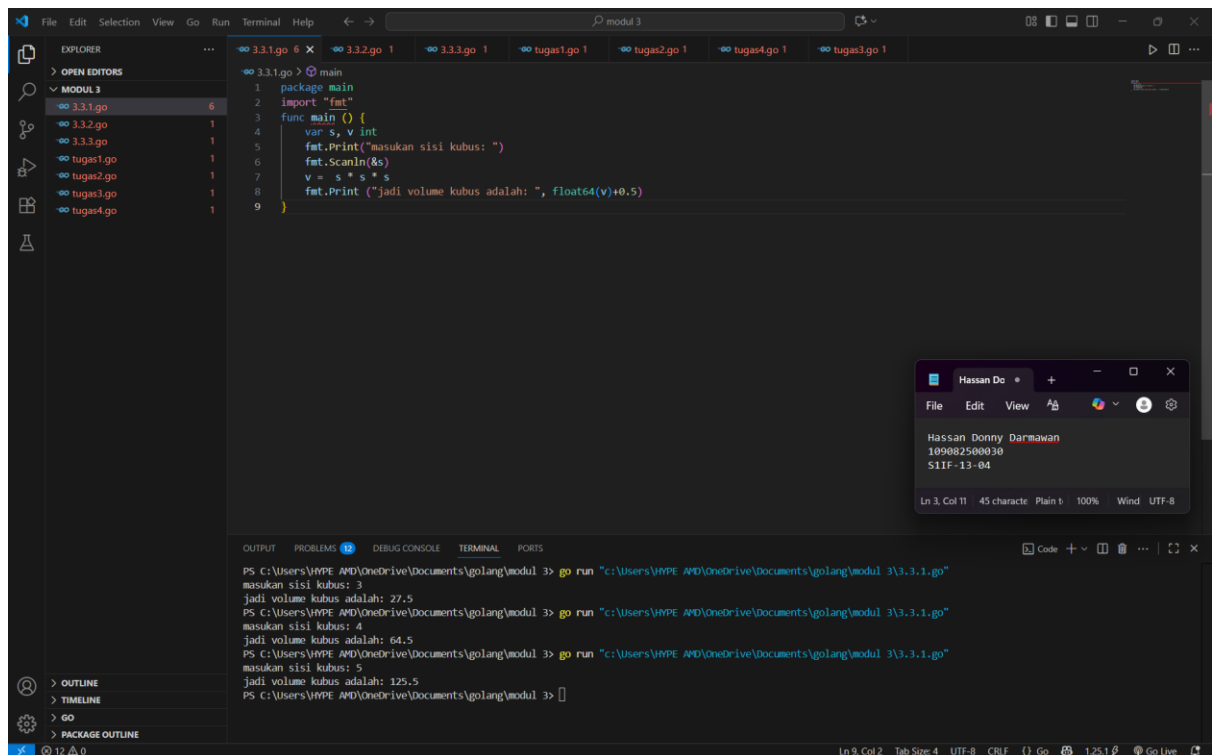 File Edit Selection View Go Run Terminal Help
modul 3
EXPLORER
OPEN EDITORS
MODUL 3
3.3.1.go 6
3.3.2.go 1
3.3.3.go 1
tugas1.go 1
tugas2.go 1
tugas3.go 1
tugas4.go 1
OUTLINE
TIMELINE
GO
PACKAGE OUTLINE
3.3.1.go 6 3.3.2.go 1 3.3.3.go 1 tugas1.go 1 tugas2.go 1 tugas4.go 1 tugas3.go 1
3.3.1.go > main
1 package main
2 import "fmt"
3 func main () {
4 var s, v int
5 fmt.Print("masukan sisi kubus: ")
6 fmt.Scanln(&s)
7 v = s * s * s
8 fmt.Print ("jadi volume kubus adalah: ", float64(v)+0.5)
9 }
Hassan Do
File Edit View
Hassan Donny Darmawan
109082500030
S1IF-13-04
Ln 3, Col 11 45 characte Plain t 100% Wind UTF-8
OUTPUT PROBLEMS 12 DEBUG CONSOLE TERMINAL PORTS
Code
PS C:\Users\HYPE AMD\OneDrive\Documents\golang\modul 3> go run "c:\Users\HYPE AMD\OneDrive\Documents\golang\modul 3\3.3.1.go"
masukan sisi kubus: 3
jadi volume kubus adalah: 27.5
PS C:\Users\HYPE AMD\OneDrive\Documents\golang\modul 3> go run "c:\Users\HYPE AMD\OneDrive\Documents\golang\modul 3\3.3.1.go"
masukan sisi kubus: 4
jadi volume kubus adalah: 64.5
PS C:\Users\HYPE AMD\OneDrive\Documents\golang\modul 3> go run "c:\Users\HYPE AMD\OneDrive\Documents\golang\modul 3\3.3.1.go"
masukan sisi kubus: 5
jadi volume kubus adalah: 125.5
PS C:\Users\HYPE AMD\OneDrive\Documents\golang\modul 3>
12 0 Ln 9, Col 2 Tab Size: 4 UTF-8 CRLF {} Go 1.25.1 Go Live